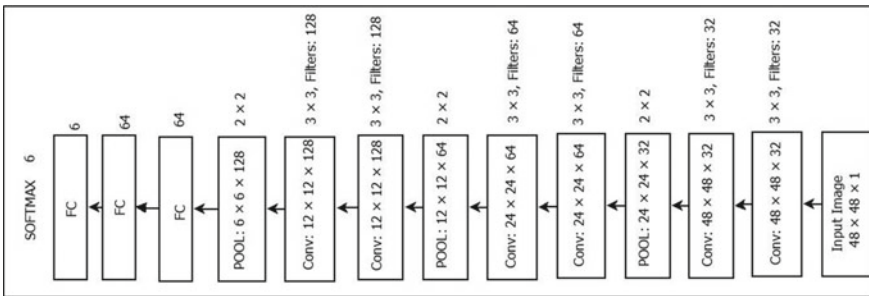 SOFTMAX 6
FC
6
FC
64
FC
64
POOL: 6 × 6 × 128
2 × 2
Conv: 12 × 12 × 128
3 × 3, Filters: 128
Conv: 12 × 12 × 128
3 × 3, Filters: 128
POOL: 12 × 12 × 64
2 × 2
Conv: 24 × 24 × 64
3 × 3, Filters: 64
Conv: 24 × 24 × 64
3 × 3, Filters: 64
POOL: 24 × 24 × 32
2 × 2
Conv: 48 × 48 × 32
3 × 3, Filters: 32
Conv: 48 × 48 × 32
3 × 3, Filters: 32
Input Image
48 × 48 × 1